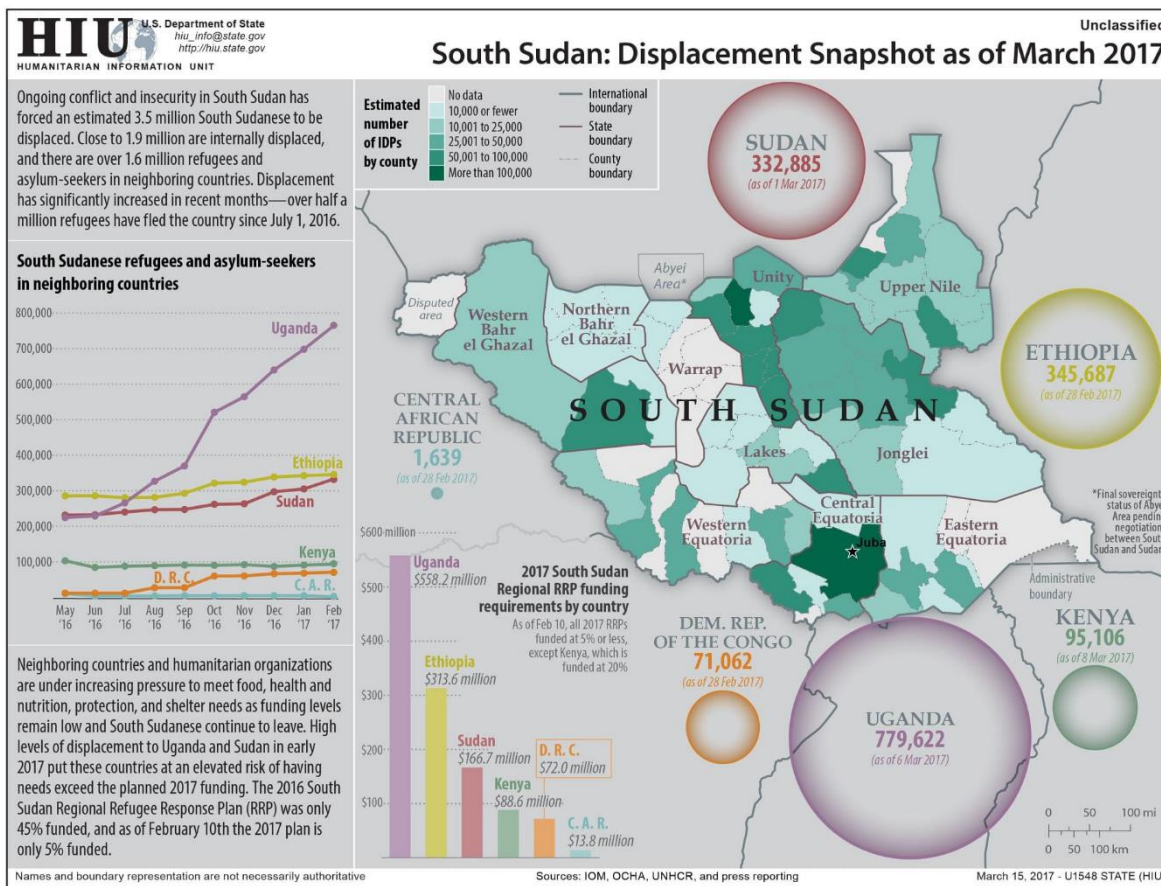 HIU
U.S. Department of State
hiu_info@state.gov
http://hiu.state.gov
HUMANITARIAN INFORMATION UNIT
Unclassified
South Sudan: Displacement Snapshot as of March 2017
Ongoing conflict and insecurity in South Sudan has
forced an estimated 3.5 million South Sudanese to be
displaced. Close to 1.9 million are internally displaced,
and there are over 1.6 million refugees and
asylum-seekers in neighboring countries. Displacement
has significantly increased in recent months—over half a
million refugees have fled the country since July 1, 2016.
South Sudanese refugees and asylum-seekers
in neighboring countries
800,000
700,000
600,000
500,000
400,000
300,000
200,000
100,000
Uganda
Ethiopia
Sudan
Kenya
D. R. C.
C. A. R.
May Jun Jul Aug Sep Oct Nov Dec Jan Feb
'16 '16 '16 '16 '16 '16 '16 '16 '17 '17
Neighboring countries and humanitarian organizations
are under increasing pressure to meet food, health and
nutrition, protection, and shelter needs as funding levels
remain low and South Sudanese continue to leave. High
levels of displacement to Uganda and Sudan in early
2017 put these countries at an elevated risk of having
needs exceed the planned 2017 funding. The 2016 South
Sudan Regional Refugee Response Plan (RRP) was only
45% funded, and as of February 10th the 2017 plan is
only 5% funded.
Estimated
number
of IDPs
by county
No data
10,000 or fewer
10,001 to 25,000
25,001 to 50,000
50,001 to 100,000
More than 100,000
International
boundary
State
boundary
County
boundary
SUDAN
332,885
(as of 1 Mar 2017)
Disputed
area
Western
Bahr
el Ghazal
Northern
Bahr
el Ghazal
Abyei
Area*
Unity
Upper Nile
Warrap
SOUTH SUDAN
Lakes
Jonglei
Western
Equatoria
Central
Equatoria
Juba
Eastern
Equatoria
ETHIOPIA
345,687
(as of 28 Feb 2017)
CENTRAL
AFRICAN
REPUBLIC
1,639
(as of 28 Feb 2017)
*Final sovereignt
status of Abye
Area pendin
negotiation
between Sout
Sudan and Sudan
Administrative
boundary
KENYA
95,106
(as of 8 Mar 2017)
DEM. REP.
OF THE CONGO
71,062
(as of 28 Feb 2017)
UGANDA
779,622
(as of 6 Mar 2017)
2017 South Sudan
Regional RRP funding
requirements by country
As of Feb 10, all 2017 RRPs
funded at 5% or less,
except Kenya, which is
funded at 20%
$600 million
$500
$400
$300
$200
$100
Uganda
$558.2 million
Ethiopia
$313.6 million
Sudan
$166.7 million
Kenya
$88.6 million
D. R. C.
$72.0 million
C. A. R.
$13.8 million
0 50 100 mi
0 50 100 km
Names and boundary representation are not necessarily authoritative
Sources: IOM, OCHA, UNHCR, and press reporting
March 15, 2017 - U1548 STATE (HIU